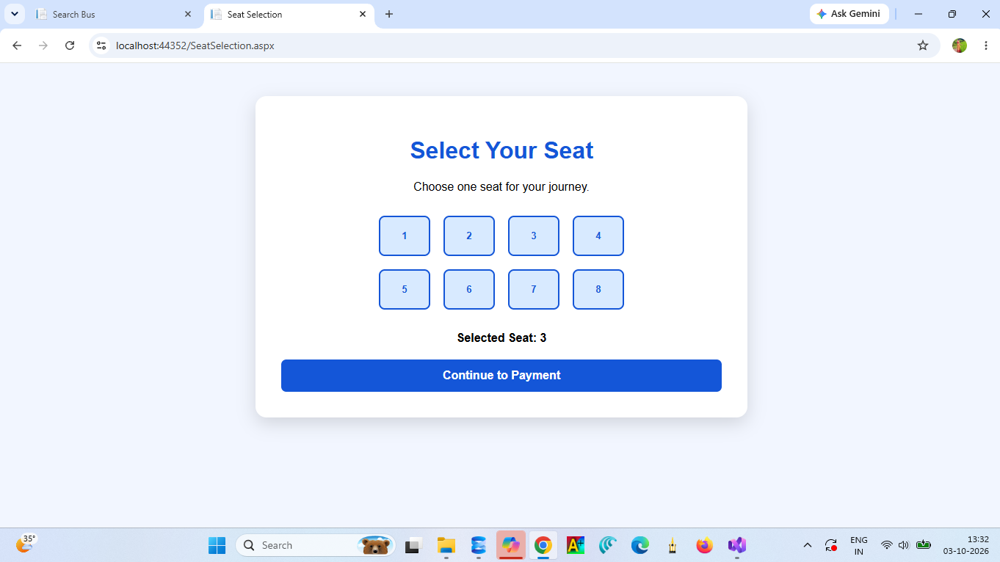 Search Bus
Seat Selection
Ask Gemini
localhost:44352/SeatSelection.aspx
Select Your Seat
Choose one seat for your journey.
1 2 3 4
5 6 7 8
Selected Seat: 3
Continue to Payment
35°
Search
A+
ENG
IN
13:32
03-10-2026